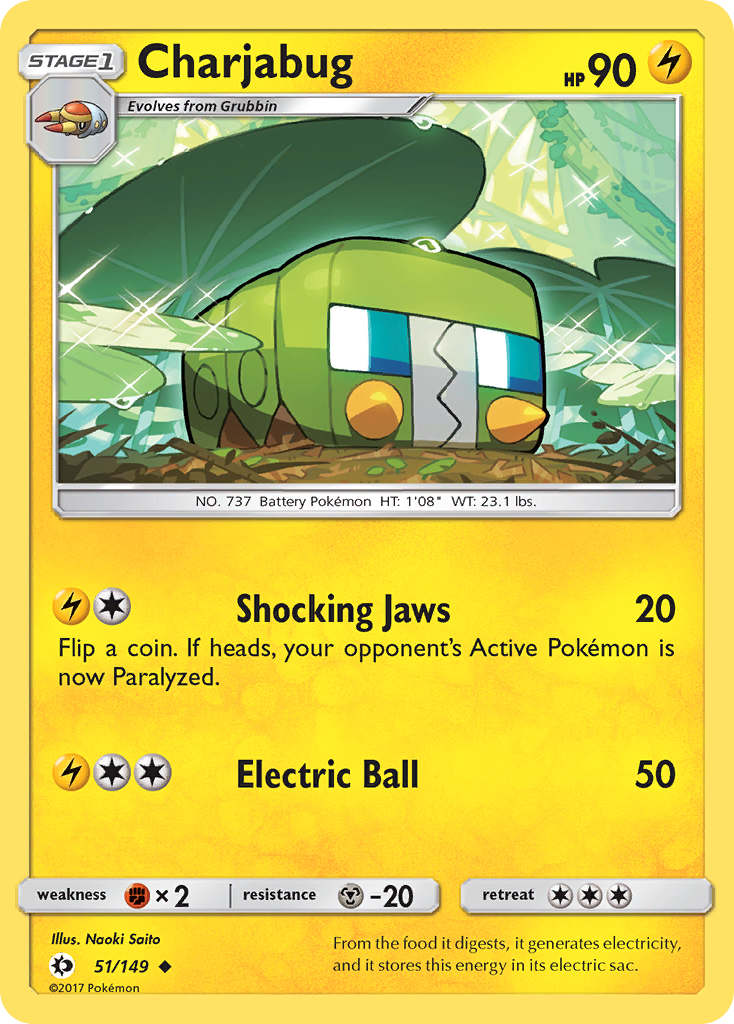 STAGE1
Charjabug
HP90
Evolves from Grubbin
NO. 737 Battery Pokémon HT: 1'08" WT: 23.1 lbs.
Shocking Jaws 20
Flip a coin. If heads, your opponent's Active Pokémon is
now Paralyzed.
Electric Ball 50
weakness ×2 resistance -20 retreat
Illus. Naoki Saito
51/149
©2017 Pokémon
From the food it digests, it generates electricity,
and it stores this energy in its electric sac.